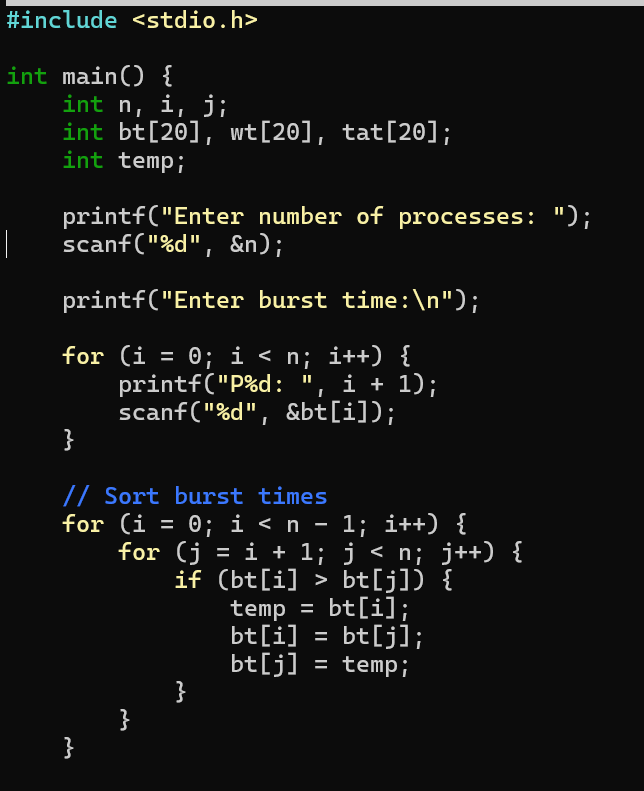 #include <stdio.h>

int main() {
    int n, i, j;
    int bt[20], wt[20], tat[20];
    int temp;

    printf("Enter number of processes: ");
    scanf("%d", &n);

    printf("Enter burst time:\n");

    for (i = 0; i < n; i++) {
        printf("P%d: ", i + 1);
        scanf("%d", &bt[i]);
    }

    // Sort burst times
    for (i = 0; i < n - 1; i++) {
        for (j = i + 1; j < n; j++) {
            if (bt[i] > bt[j]) {
                temp = bt[i];
                bt[i] = bt[j];
                bt[j] = temp;
            }
        }
    }